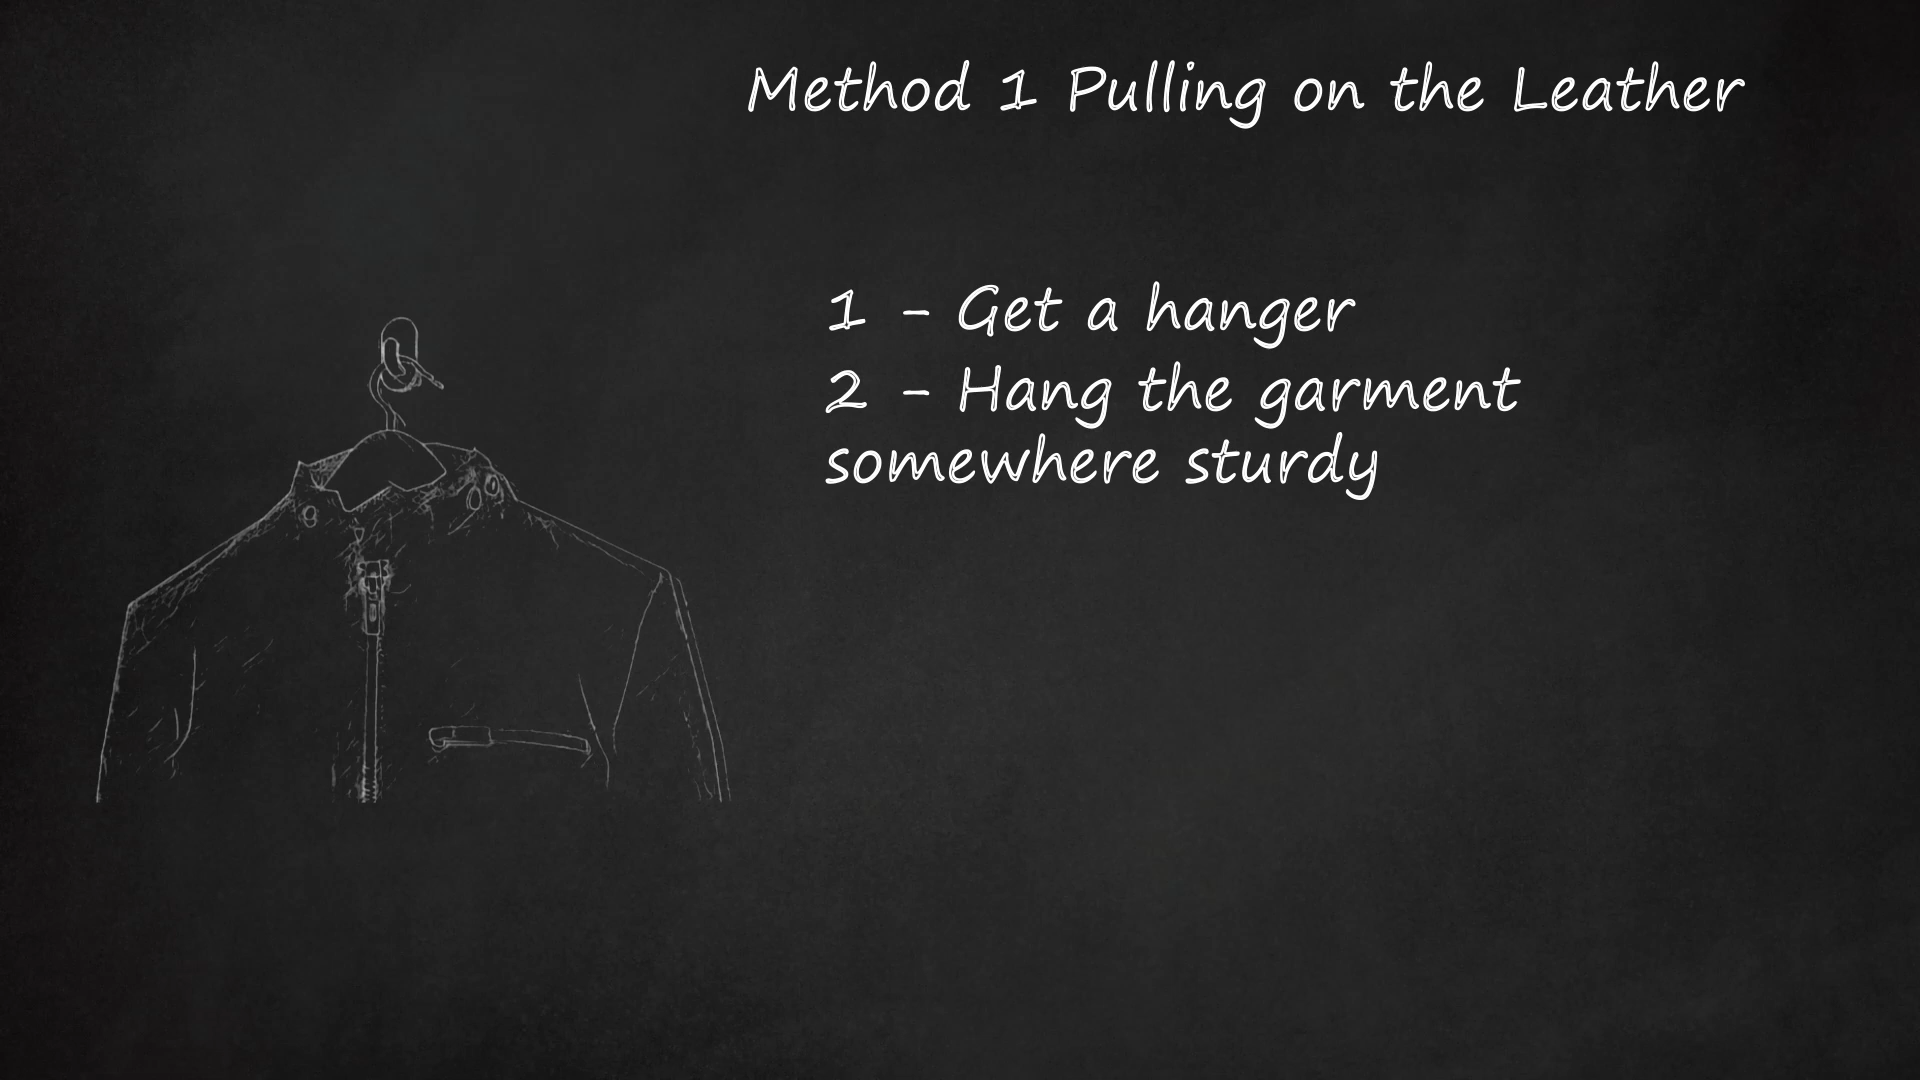 Method 1 Pulling on the Leather
1 - Get a hanger
2 - Hang the garment
somewhere sturdy